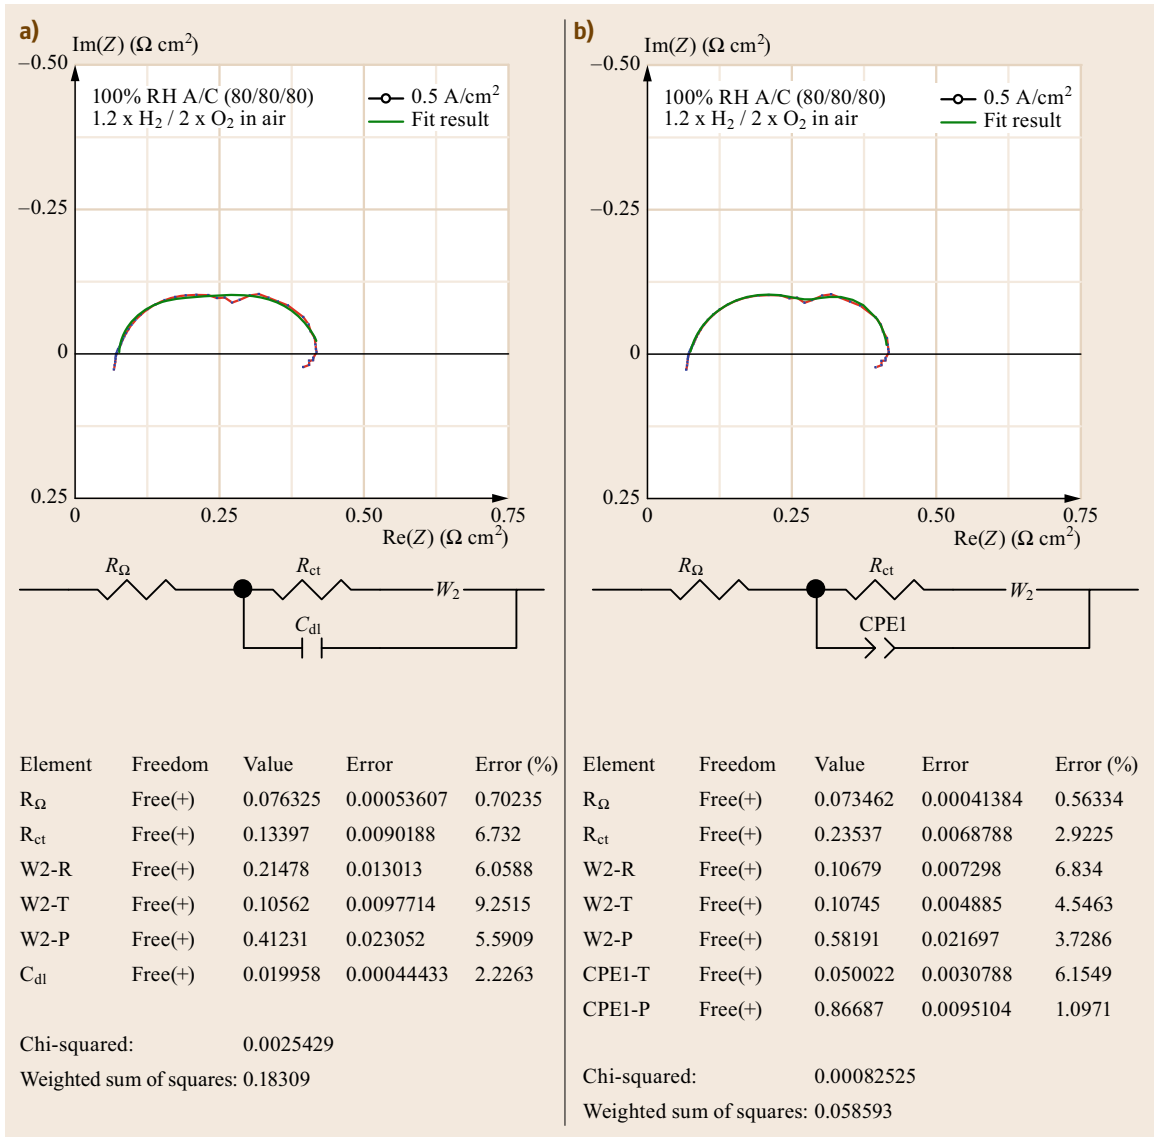 a)
Im(Z) (Ω cm²)
−0.50
100% RH A/C (80/80/80)
1.2 x H₂ / 2 x O₂ in air
0.5 A/cm²
Fit result
−0.25
0
0.25
0 0.25 0.50 0.75
Re(Z) (Ω cm²)
R_Ω
R_ct
W₂
C_dl
Element Freedom Value Error Error (%)
R_Ω Free(+) 0.076325 0.00053607 0.70235
R_ct Free(+) 0.13397 0.0090188 6.732
W2-R Free(+) 0.21478 0.013013 6.0588
W2-T Free(+) 0.10562 0.0097714 9.2515
W2-P Free(+) 0.41231 0.023052 5.5909
C_dl Free(+) 0.019958 0.00044433 2.2263
Chi-squared: 0.0025429
Weighted sum of squares: 0.18309
b)
Im(Z) (Ω cm²)
−0.50
100% RH A/C (80/80/80)
1.2 x H₂ / 2 x O₂ in air
0.5 A/cm²
Fit result
−0.25
0
0.25
0 0.25 0.50 0.75
Re(Z) (Ω cm²)
R_Ω
R_ct
W₂
CPE1
Element Freedom Value Error Error (%)
R_Ω Free(+) 0.073462 0.00041384 0.56334
R_ct Free(+) 0.23537 0.0068788 2.9225
W2-R Free(+) 0.10679 0.007298 6.834
W2-T Free(+) 0.10745 0.004885 4.5463
W2-P Free(+) 0.58191 0.021697 3.7286
CPE1-T Free(+) 0.050022 0.0030788 6.1549
CPE1-P Free(+) 0.86687 0.0095104 1.0971
Chi-squared: 0.00082525
Weighted sum of squares: 0.058593